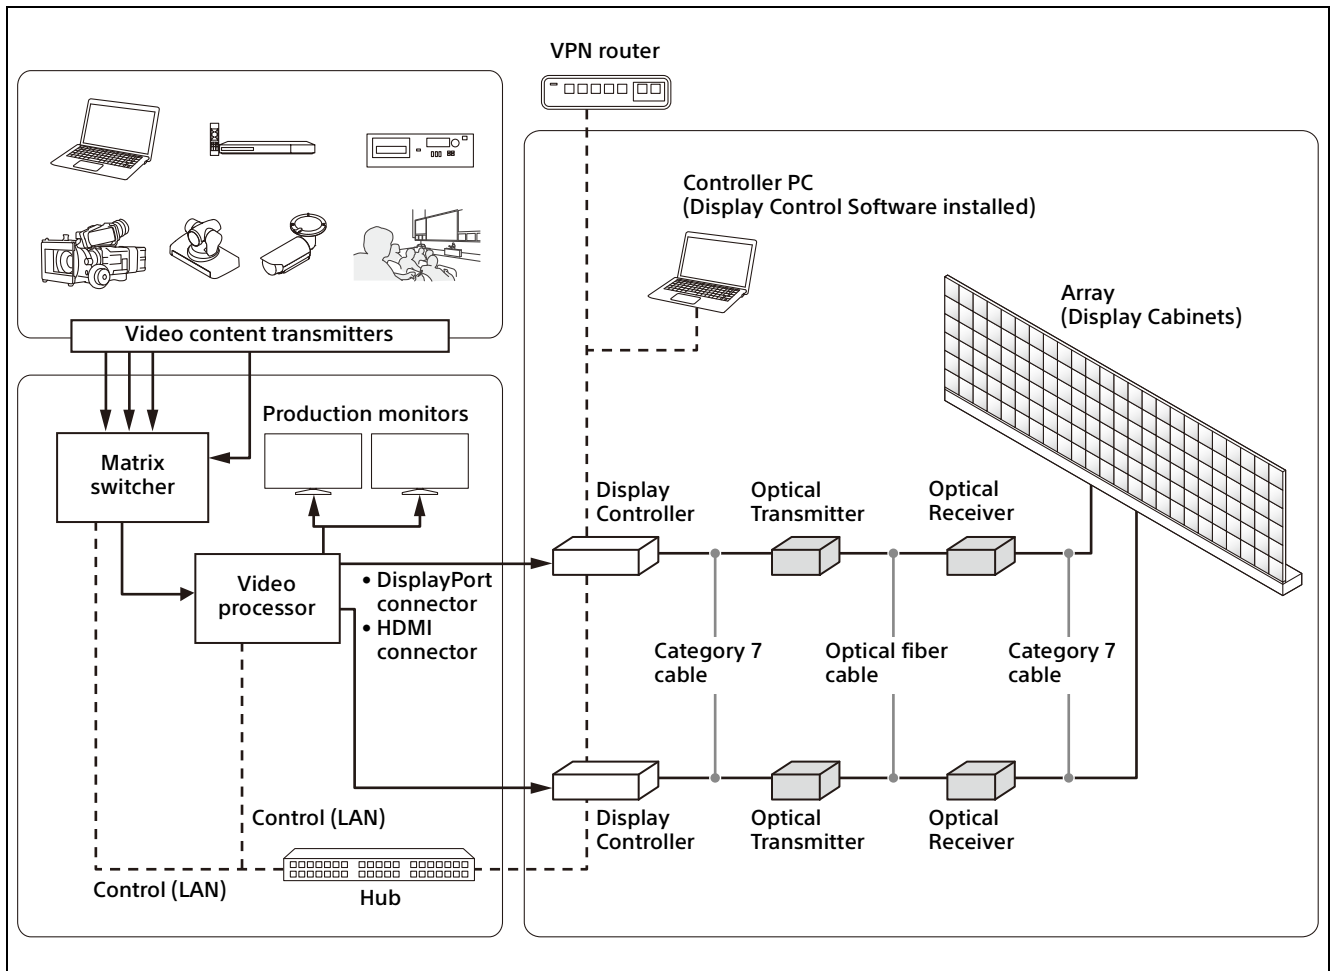 VPN router
Controller PC
(Display Control Software installed)
Array
(Display Cabinets)
Video content transmitters
Production monitors
Matrix
switcher
Video
processor
• DisplayPort
connector
• HDMI
connector
Display
Controller
Optical
Transmitter
Optical
Receiver
Category 7
cable
Optical fiber
cable
Category 7
cable
Display
Controller
Optical
Transmitter
Optical
Receiver
Control (LAN)
Control (LAN)
Hub